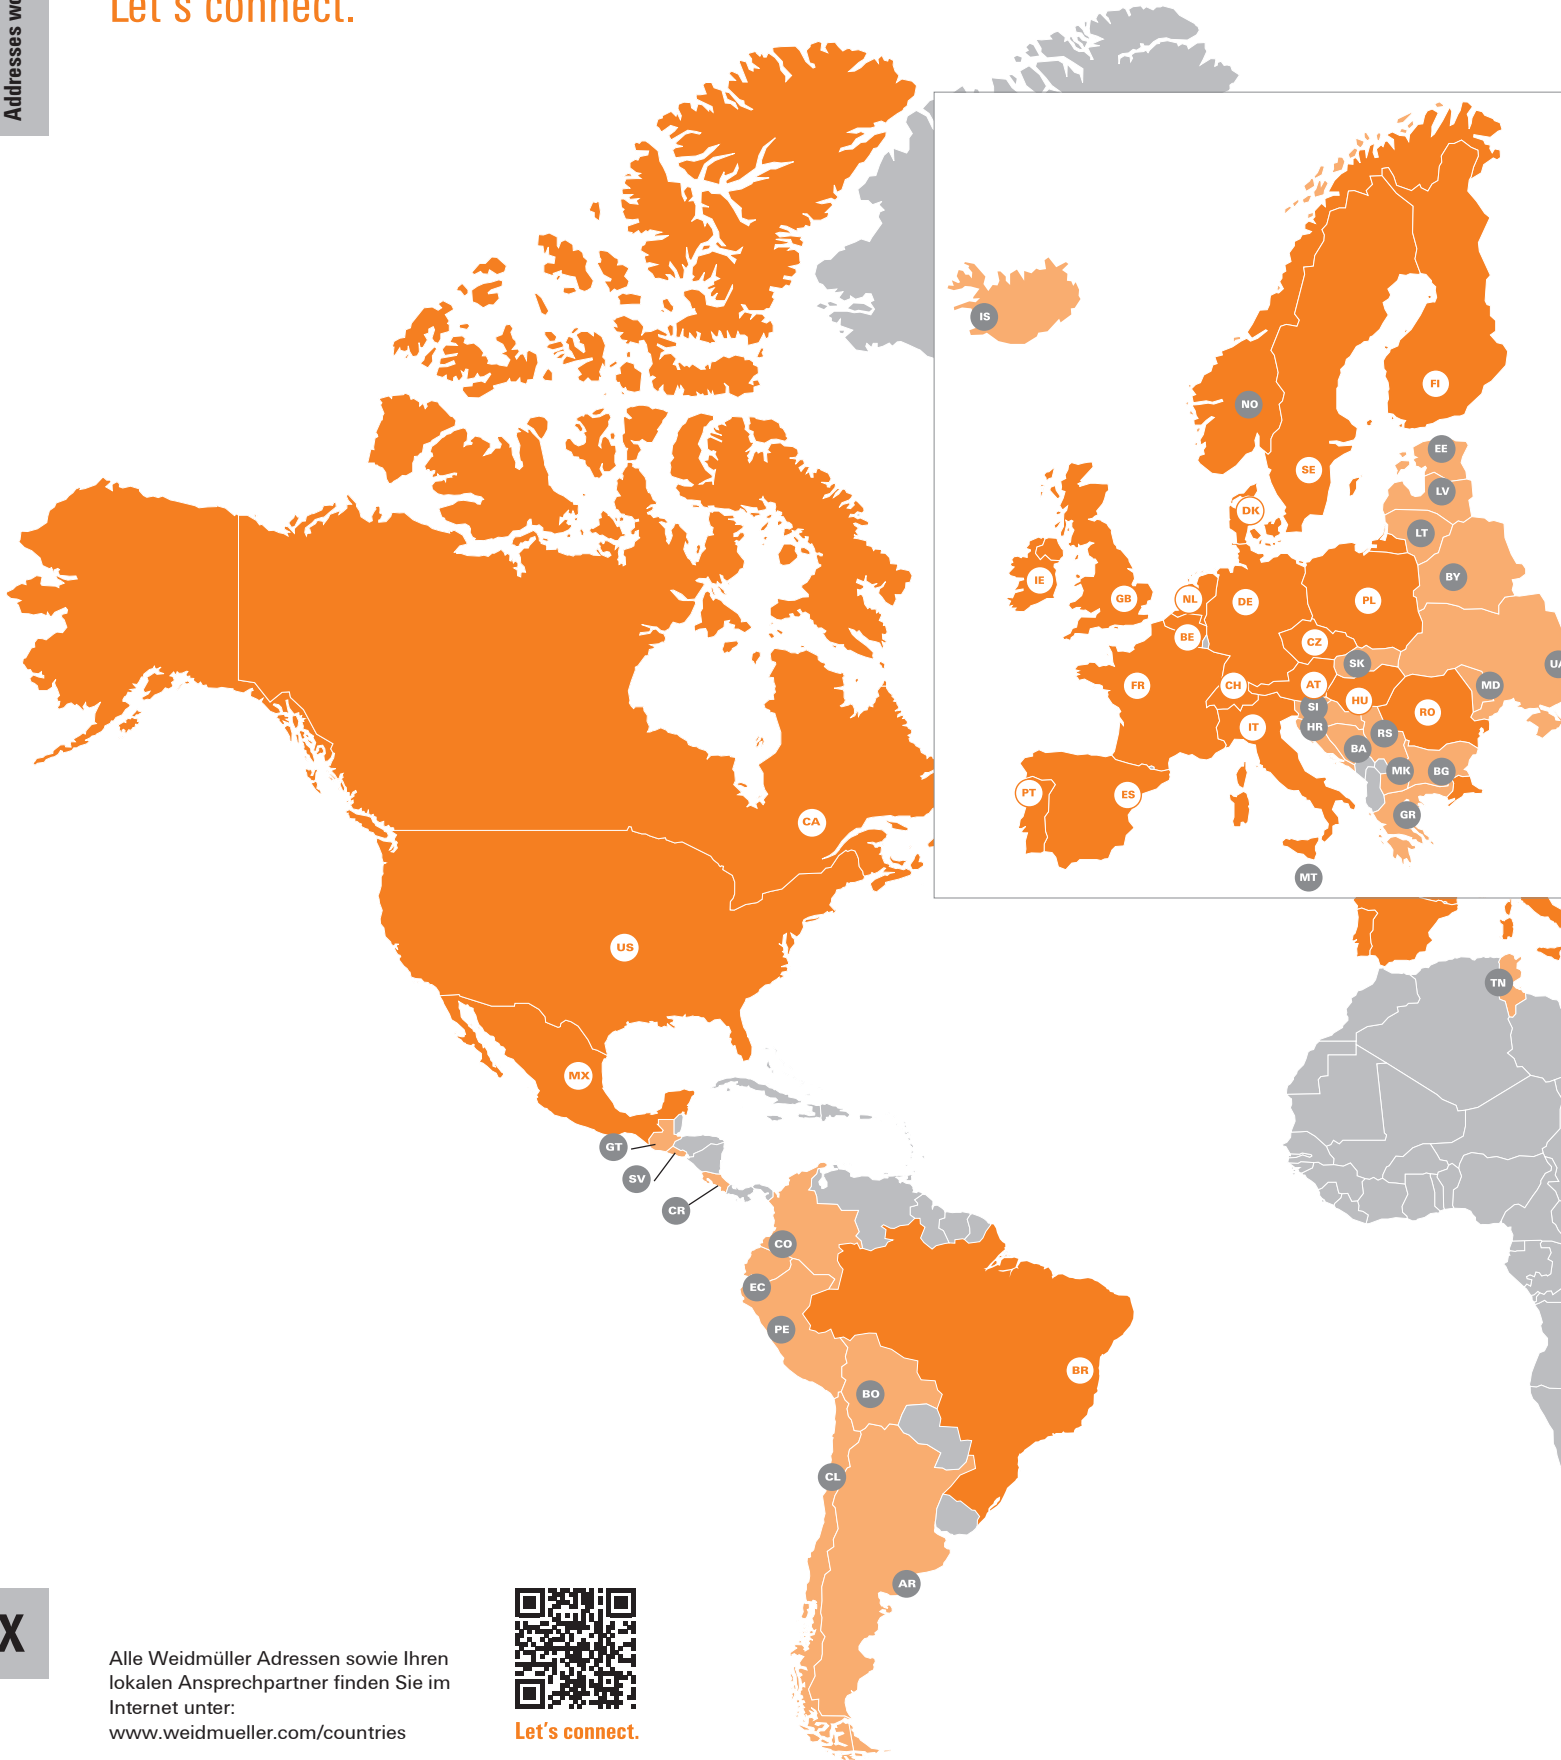 Let's connect.
Addresses wo
IS
NO
FI
SE
EE
LV
DK
LT
BY
IE
GB
NL
DE
PL
BE
CZ
SK
UA
FR
CH
AT
MD
SI
HU
RO
IT
HR
RS
BA
MK
BG
PT
ES
GR
MT
CA
US
TN
MX
GT
SV
CR
CO
EC
PE
BR
BO
CL
AR
X
Alle Weidmüller Adressen sowie Ihren
lokalen Ansprechpartner finden Sie im
Internet unter:
www.weidmueller.com/countries
Let's connect.